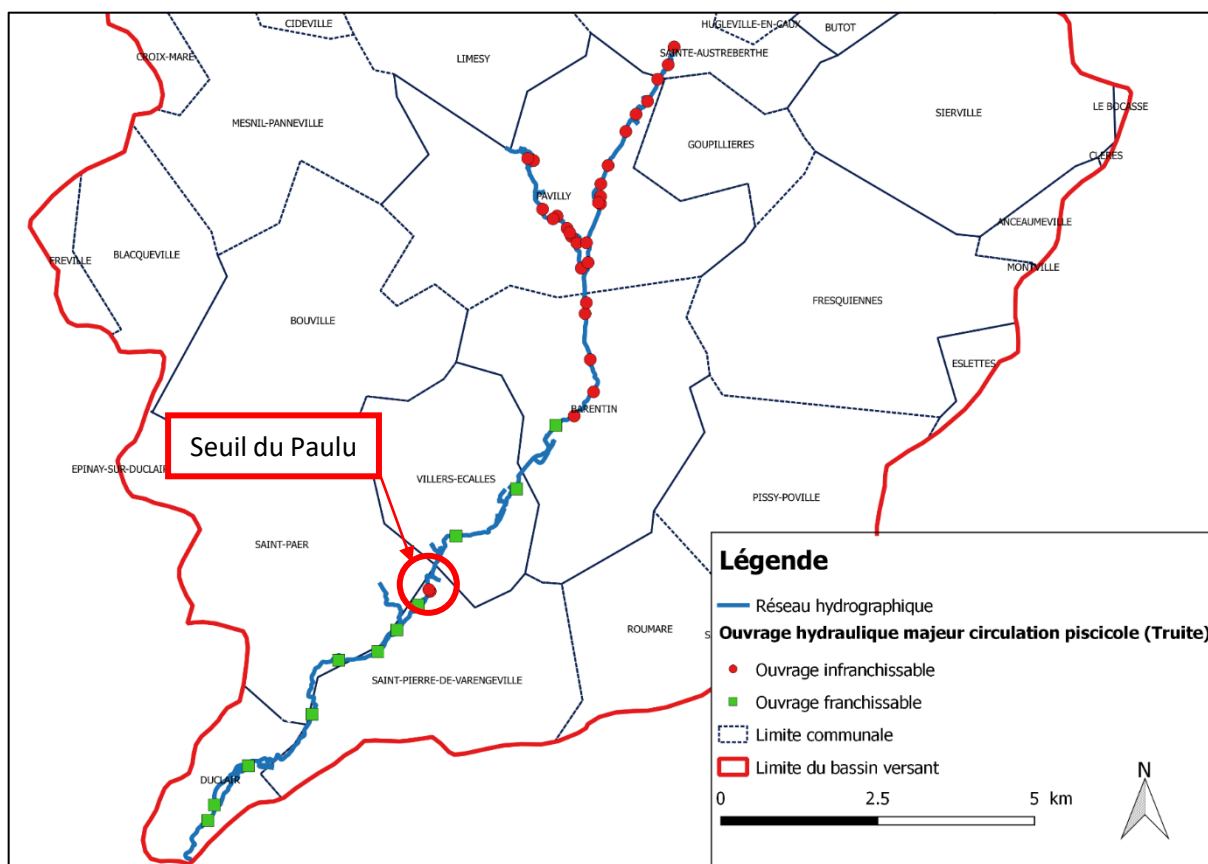 CIDEVILLE
HUGLEVILLE-EN-CAUX
BUTOT
CROIX-MARE
LIMESY
SAINTE-AUSTREBERTHE
MESNIL-PANNEVILLE
SIERVILLE
LE BOCASSE
GOUPILLIERES
CLERES
PAVILLY
ANCEAUMEVILLE
BLACQUEVILLE
FREVILLE
MONTVILLE
BOUVILLE
FRESQUIENNES
ESLETTES
BARENTIN
Seuil du Paulu
EPINAY-SUR-DUCLAIR
VILLERS-ECALLES
PISSY-POVILLE
SAINT-PAER
ROUMARE
S
SAINT-PIERRE-DE-VARENGEVILLE
DUCLAIR
Légende
Réseau hydrographique
Ouvrage hydraulique majeur circulation piscicole (Truite)
Ouvrage infranchissable
Ouvrage franchissable
Limite communale
Limite du bassin versant
N
0 2.5 5 km